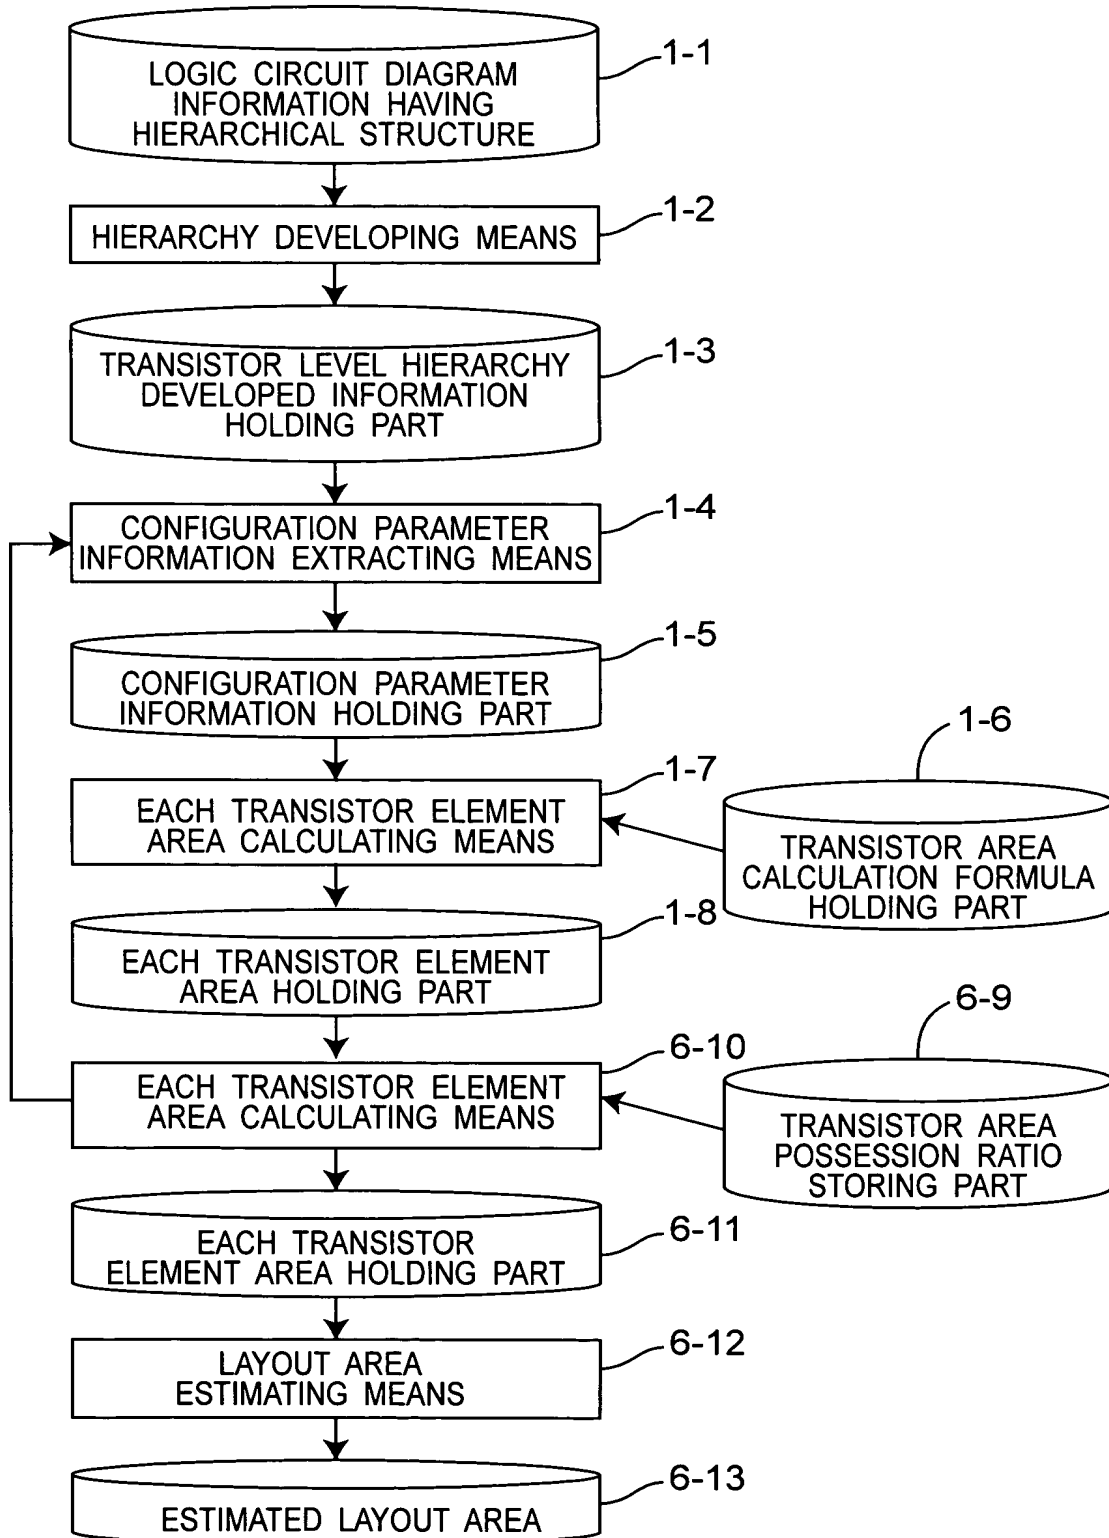 1-1
LOGIC CIRCUIT DIAGRAM
INFORMATION HAVING
HIERARCHICAL STRUCTURE
1-2
HIERARCHY DEVELOPING MEANS
1-3
TRANSISTOR LEVEL HIERARCHY
DEVELOPED INFORMATION
HOLDING PART
1-4
CONFIGURATION PARAMETER
INFORMATION EXTRACTING MEANS
1-5
CONFIGURATION PARAMETER
INFORMATION HOLDING PART
1-6
TRANSISTOR AREA
CALCULATION FORMULA
HOLDING PART
1-7
EACH TRANSISTOR ELEMENT
AREA CALCULATING MEANS
1-8
EACH TRANSISTOR ELEMENT
AREA HOLDING PART
6-9
TRANSISTOR AREA
POSSESSION RATIO
STORING PART
6-10
EACH TRANSISTOR ELEMENT
AREA CALCULATING MEANS
6-11
EACH TRANSISTOR
ELEMENT AREA HOLDING PART
6-12
LAYOUT AREA
ESTIMATING MEANS
6-13
ESTIMATED LAYOUT AREA